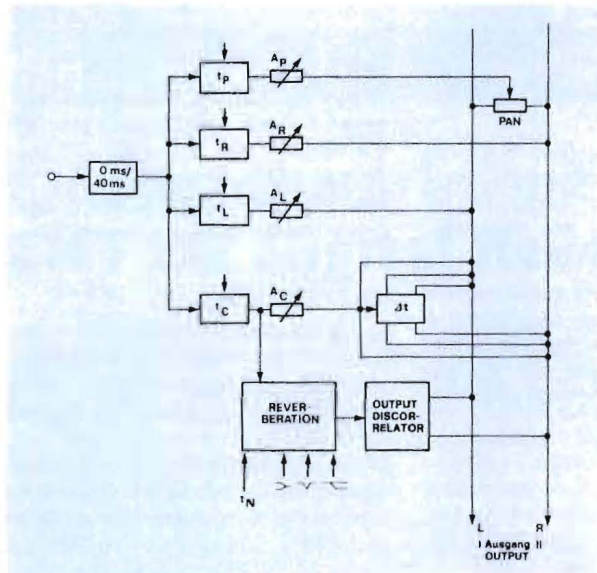 A_P
t_P
PAN
A_R
t_R
0 ms/
40 ms
A_L
t_L
A_C
t_C
Δt
REVER-
BERATION
OUTPUT
DISCOR-
RELATOR
t_N
L R
I Ausgang II
OUTPUT